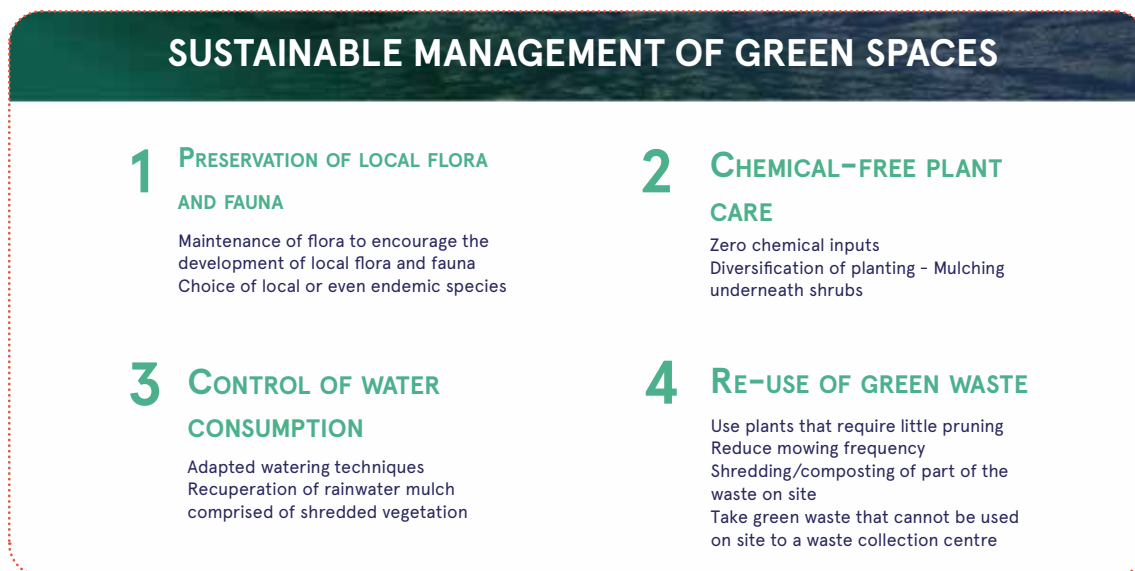 SUSTAINABLE MANAGEMENT OF GREEN SPACES
1
PRESERVATION OF LOCAL FLORA
AND FAUNA
Maintenance of flora to encourage the
development of local flora and fauna
Choice of local or even endemic species
2
CHEMICAL-FREE PLANT
CARE
Zero chemical inputs
Diversification of planting - Mulching
underneath shrubs
3
CONTROL OF WATER
CONSUMPTION
Adapted watering techniques
Recuperation of rainwater mulch
comprised of shredded vegetation
4
RE-USE OF GREEN WASTE
Use plants that require little pruning
Reduce mowing frequency
Shredding/composting of part of the
waste on site
Take green waste that cannot be used
on site to a waste collection centre